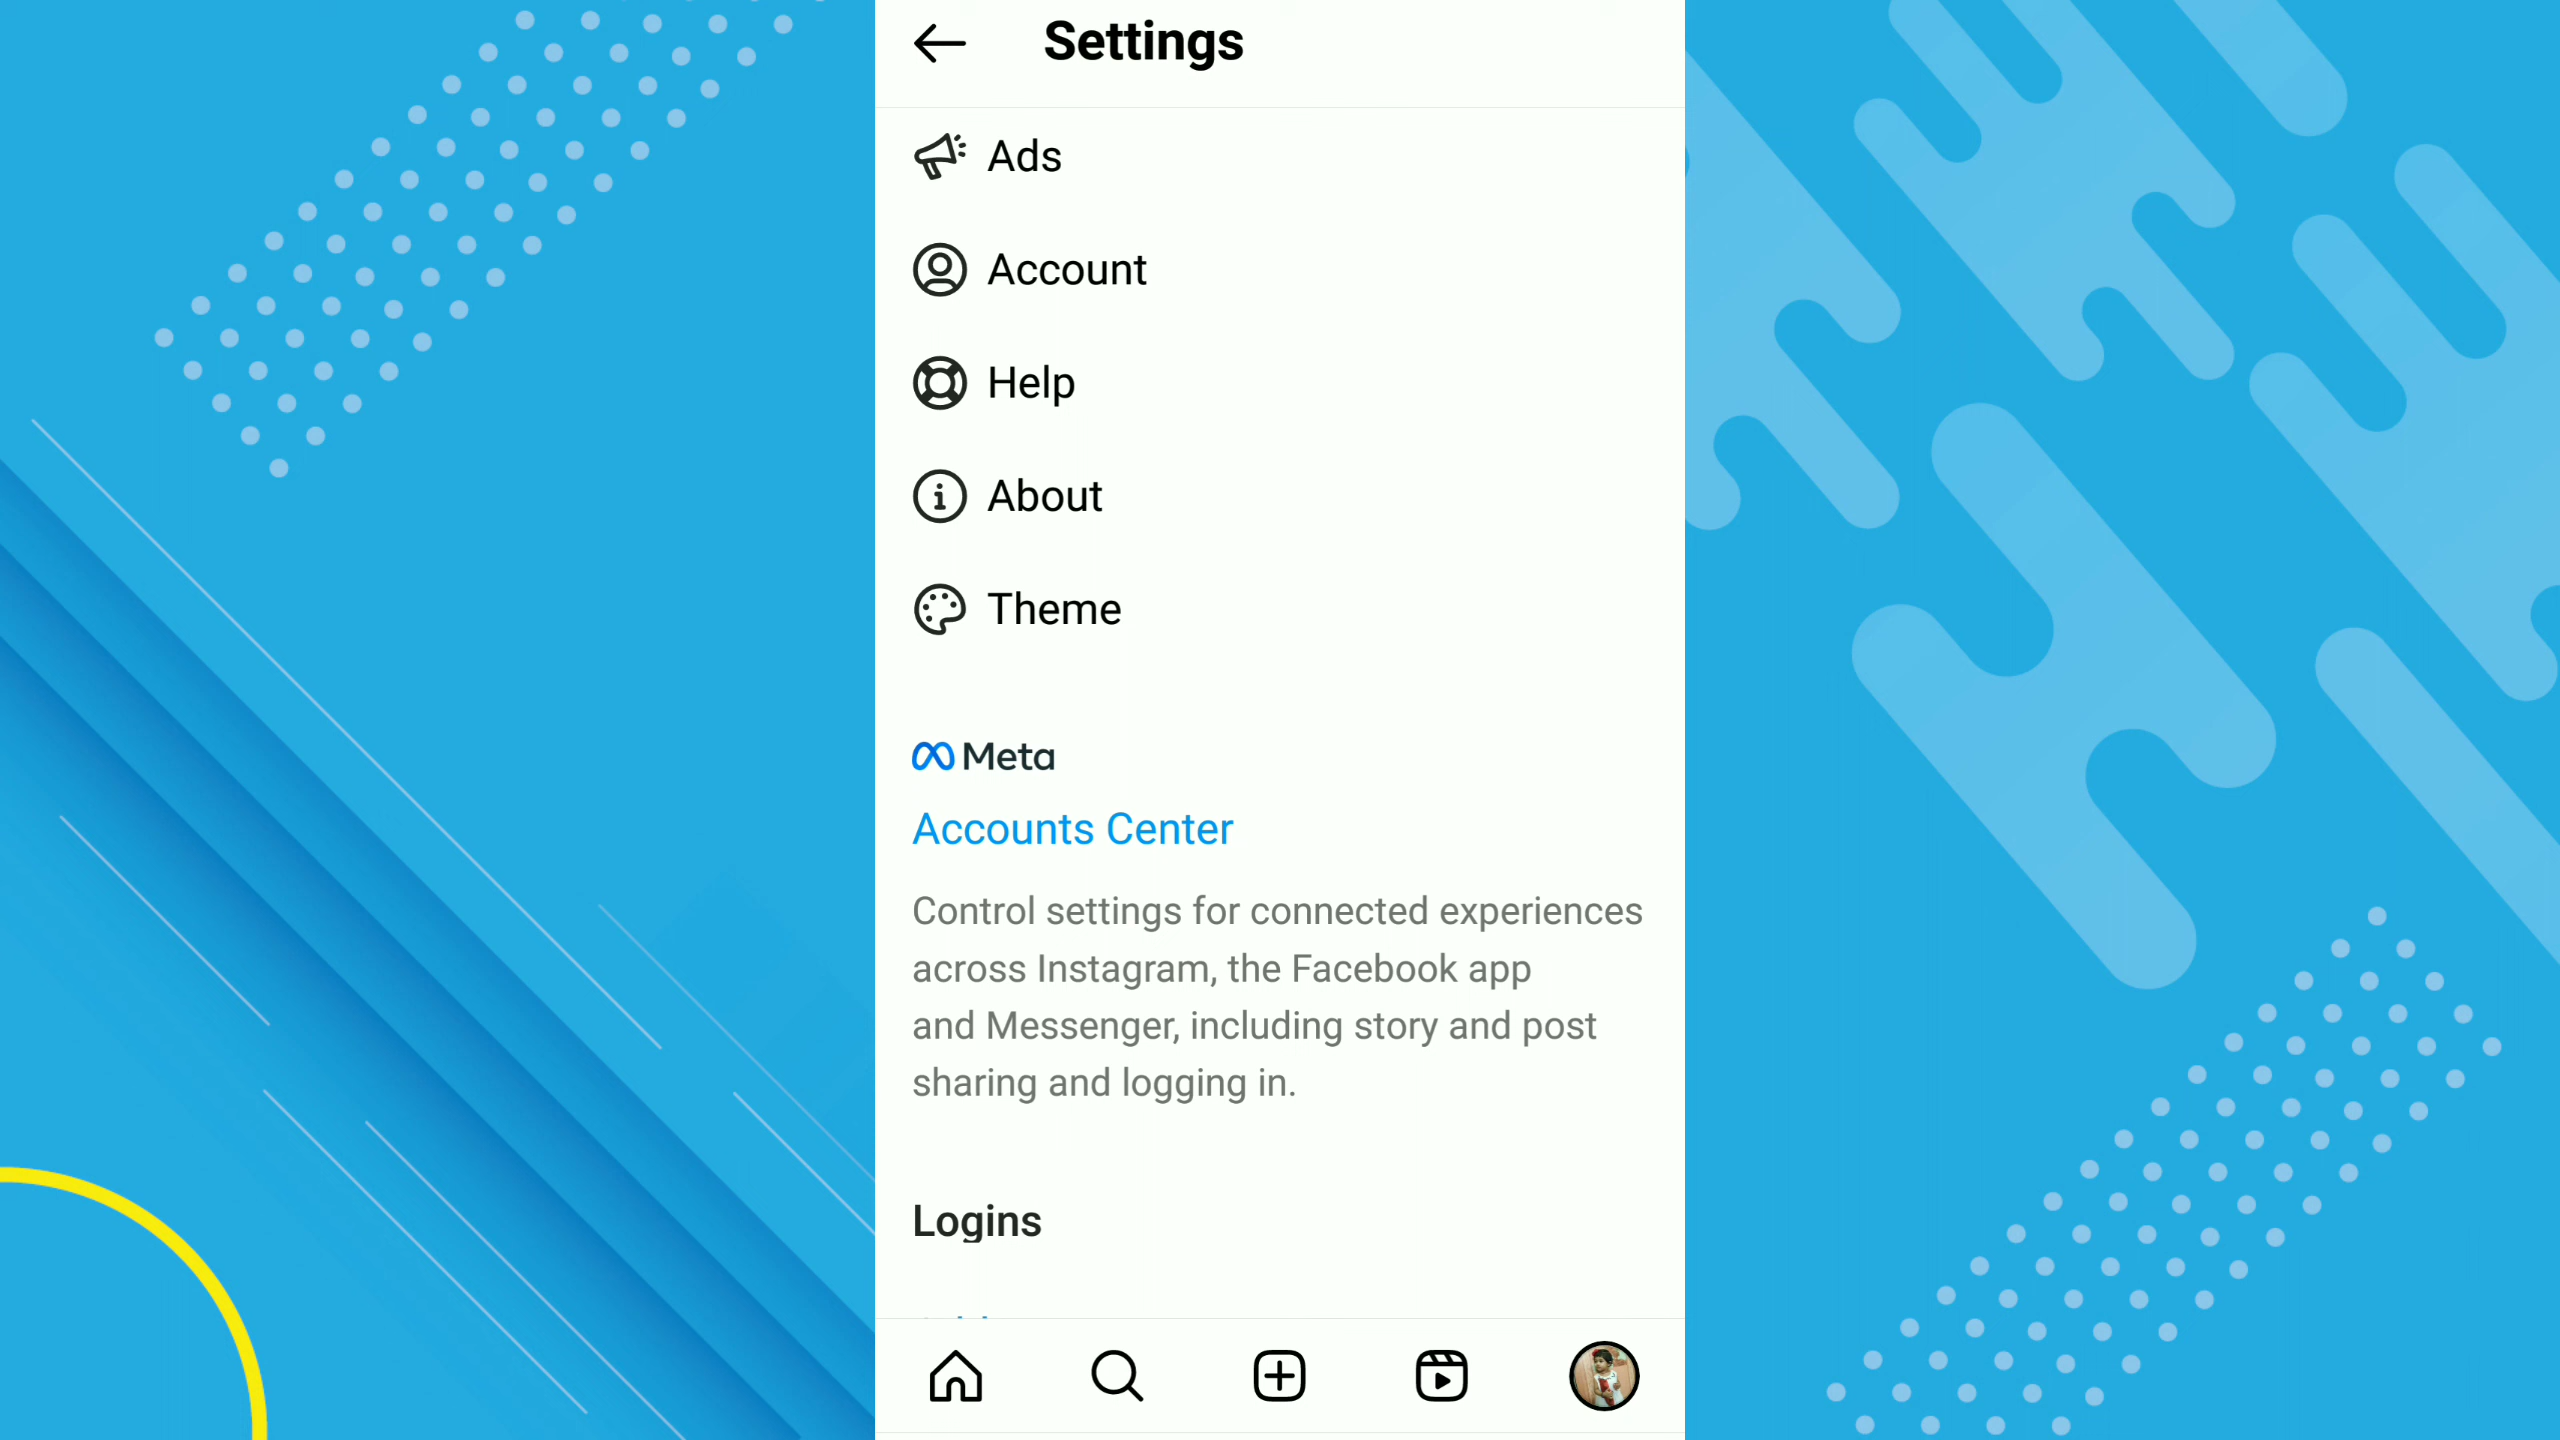 Settings
Ads
Account
Help
About
Theme
Meta
Accounts Center
Control settings for connected experiences
across Instagram, the Facebook app
and Messenger, including story and post
sharing and logging in.
Logins